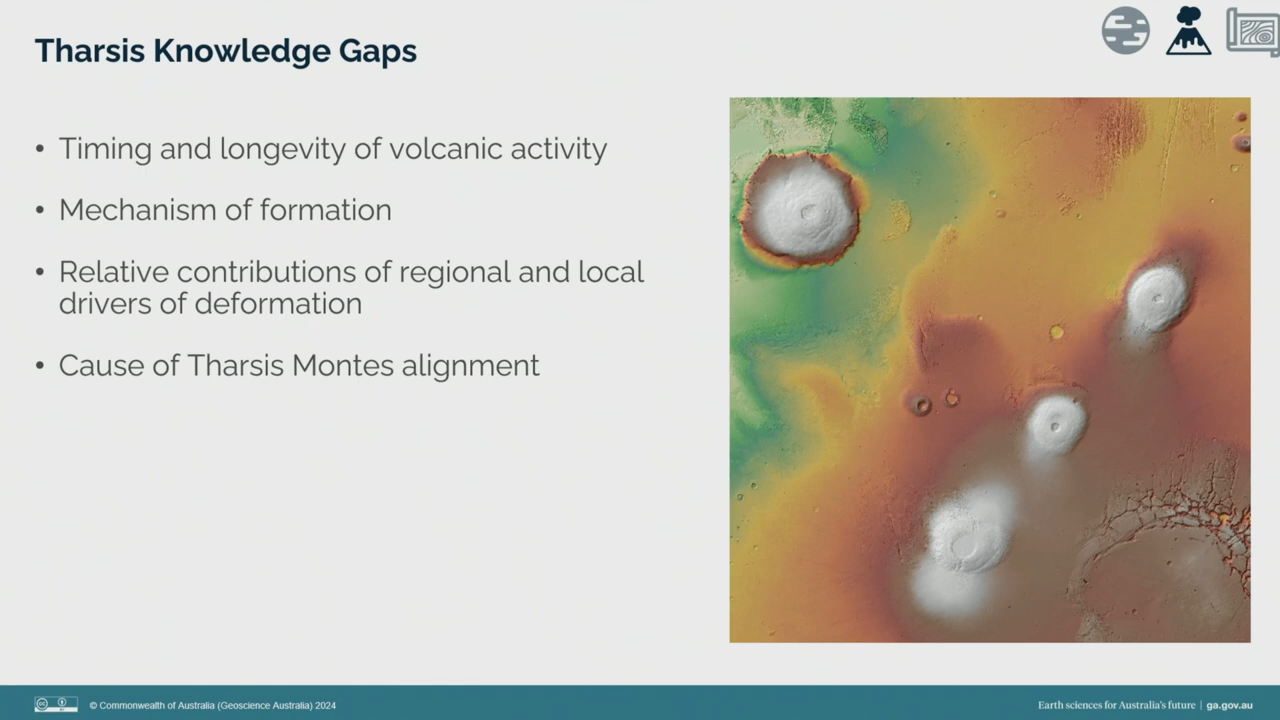 Tharsis Knowledge Gaps
• Timing and longevity of volcanic activity
• Mechanism of formation
• Relative contributions of regional and local
drivers of deformation
• Cause of Tharsis Montes alignment
© Commonwealth of Australia (Geoscience Australia) 2024
Earth sciences for Australia's future | ga.gov.au